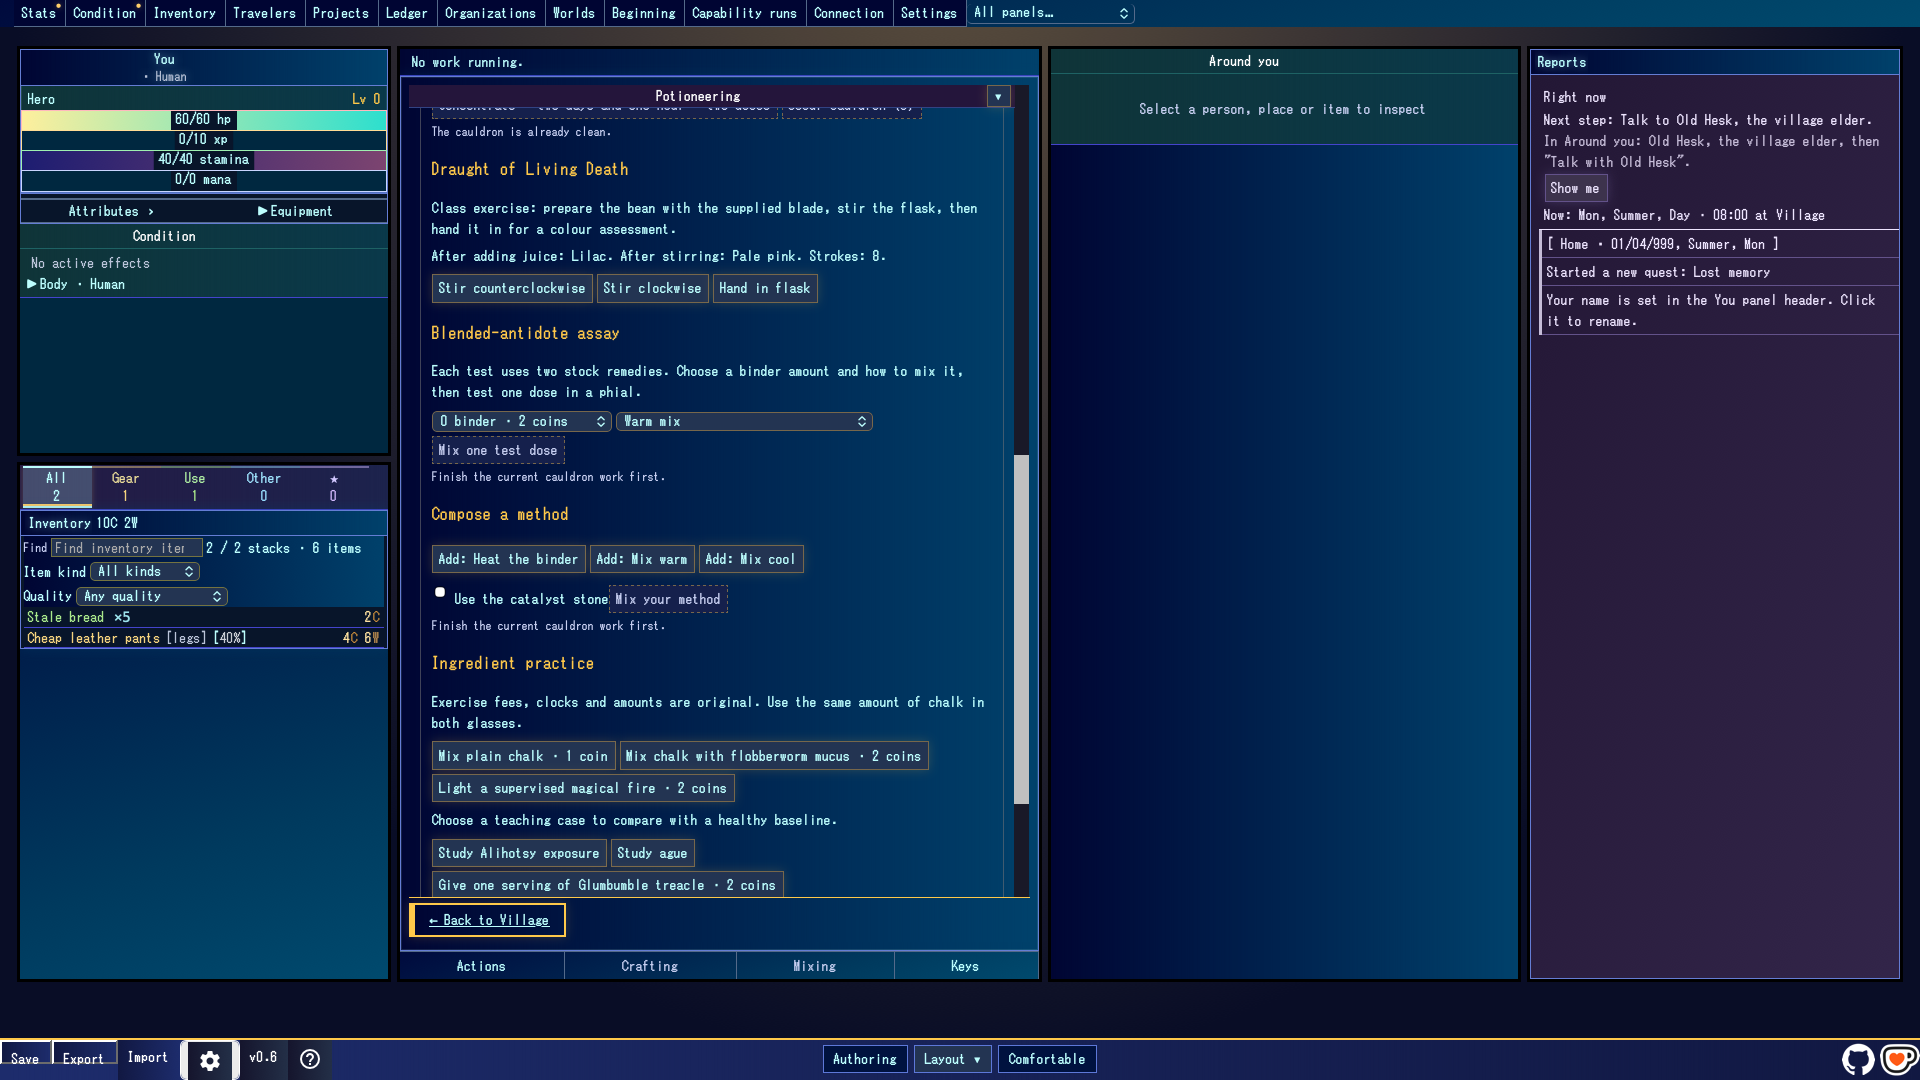 Stats
Condition
Inventory
Travelers
Projects
Ledger
Organizations
Worlds
Beginning
Capability runs
Connection
Settings
All panels…
You
· Human
Hero
Lv 0
60/60 hp
0/10 xp
40/40 stamina
0/0 mana
Attributes ›
▶Equipment
Condition
No active effects
▶Body · Human
All
2
Gear
1
Use
1
Other
0
★
0
Inventory 10C 2W
Find
Find inventory iter
2 / 2 stacks · 6 items
Item kind
All kinds
Quality
Any quality
Stale bread ×5
2C
Cheap leather pants [legs] [40%]
4C 6W
No work running.
Potioneering
▼
The cauldron is already clean.
Draught of Living Death
Class exercise: prepare the bean with the supplied blade, stir the flask, then
hand it in for a colour assessment.
After adding juice: Lilac. After stirring: Pale pink. Strokes: 8.
Stir counterclockwise
Stir clockwise
Hand in flask
Blended-antidote assay
Each test uses two stock remedies. Choose a binder amount and how to mix it,
then test one dose in a phial.
0 binder · 2 coins
Warm mix
Mix one test dose
Finish the current cauldron work first.
Compose a method
Add: Heat the binder
Add: Mix warm
Add: Mix cool
Use the catalyst stone
Mix your method
Finish the current cauldron work first.
Ingredient practice
Exercise fees, clocks and amounts are original. Use the same amount of chalk in
both glasses.
Mix plain chalk · 1 coin
Mix chalk with flobberworm mucus · 2 coins
Light a supervised magical fire · 2 coins
Choose a teaching case to compare with a healthy baseline.
Study Alihotsy exposure
Study ague
Give one serving of Glumbumble treacle · 2 coins
← Back to Village
Actions
Crafting
Mixing
Keys
Around you
Select a person, place or item to inspect
Reports
Right now
Next step: Talk to Old Hesk, the village elder.
In Around you: Old Hesk, the village elder, then
"Talk with Old Hesk".
Show me
Now: Mon, Summer, Day · 08:00 at Village
[ Home · 01/04/999, Summer, Mon ]
Started a new quest: Lost memory
Your name is set in the You panel header. Click
it to rename.
Save
Export
Import
v0.6
Authoring
Layout ▼
Comfortable